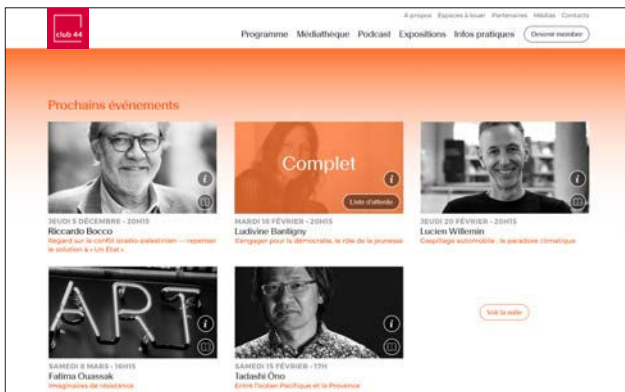 À propos Espaces à louer Partenaires Médias Contacts
club 44
Programme Médiathèque Podcast Expositions Infos pratiques Devenir membre
Prochains événements
Complet
Liste d'attente
JEUDI 5 DÉCEMBRE - 20H15
Riccardo Bocco
Regard sur le conflit israélo-palestinien — repenser
la solution à « Un État »
MARDI 18 FÉVRIER - 20H15
Ludivine Bantigny
S'engager pour la démocratie, le rôle de la jeunesse
JEUDI 20 FÉVRIER - 20H15
Lucien Willemin
Gaspillage automobile : le paradoxe climatique
ART
SAMEDI 8 MARS - 16H15
Fatima Ouassak
Imaginaires de résistance
SAMEDI 15 FÉVRIER - 17H
Tadashi Ōno
Entre l'océan Pacifique et la Provence
Voir la suite